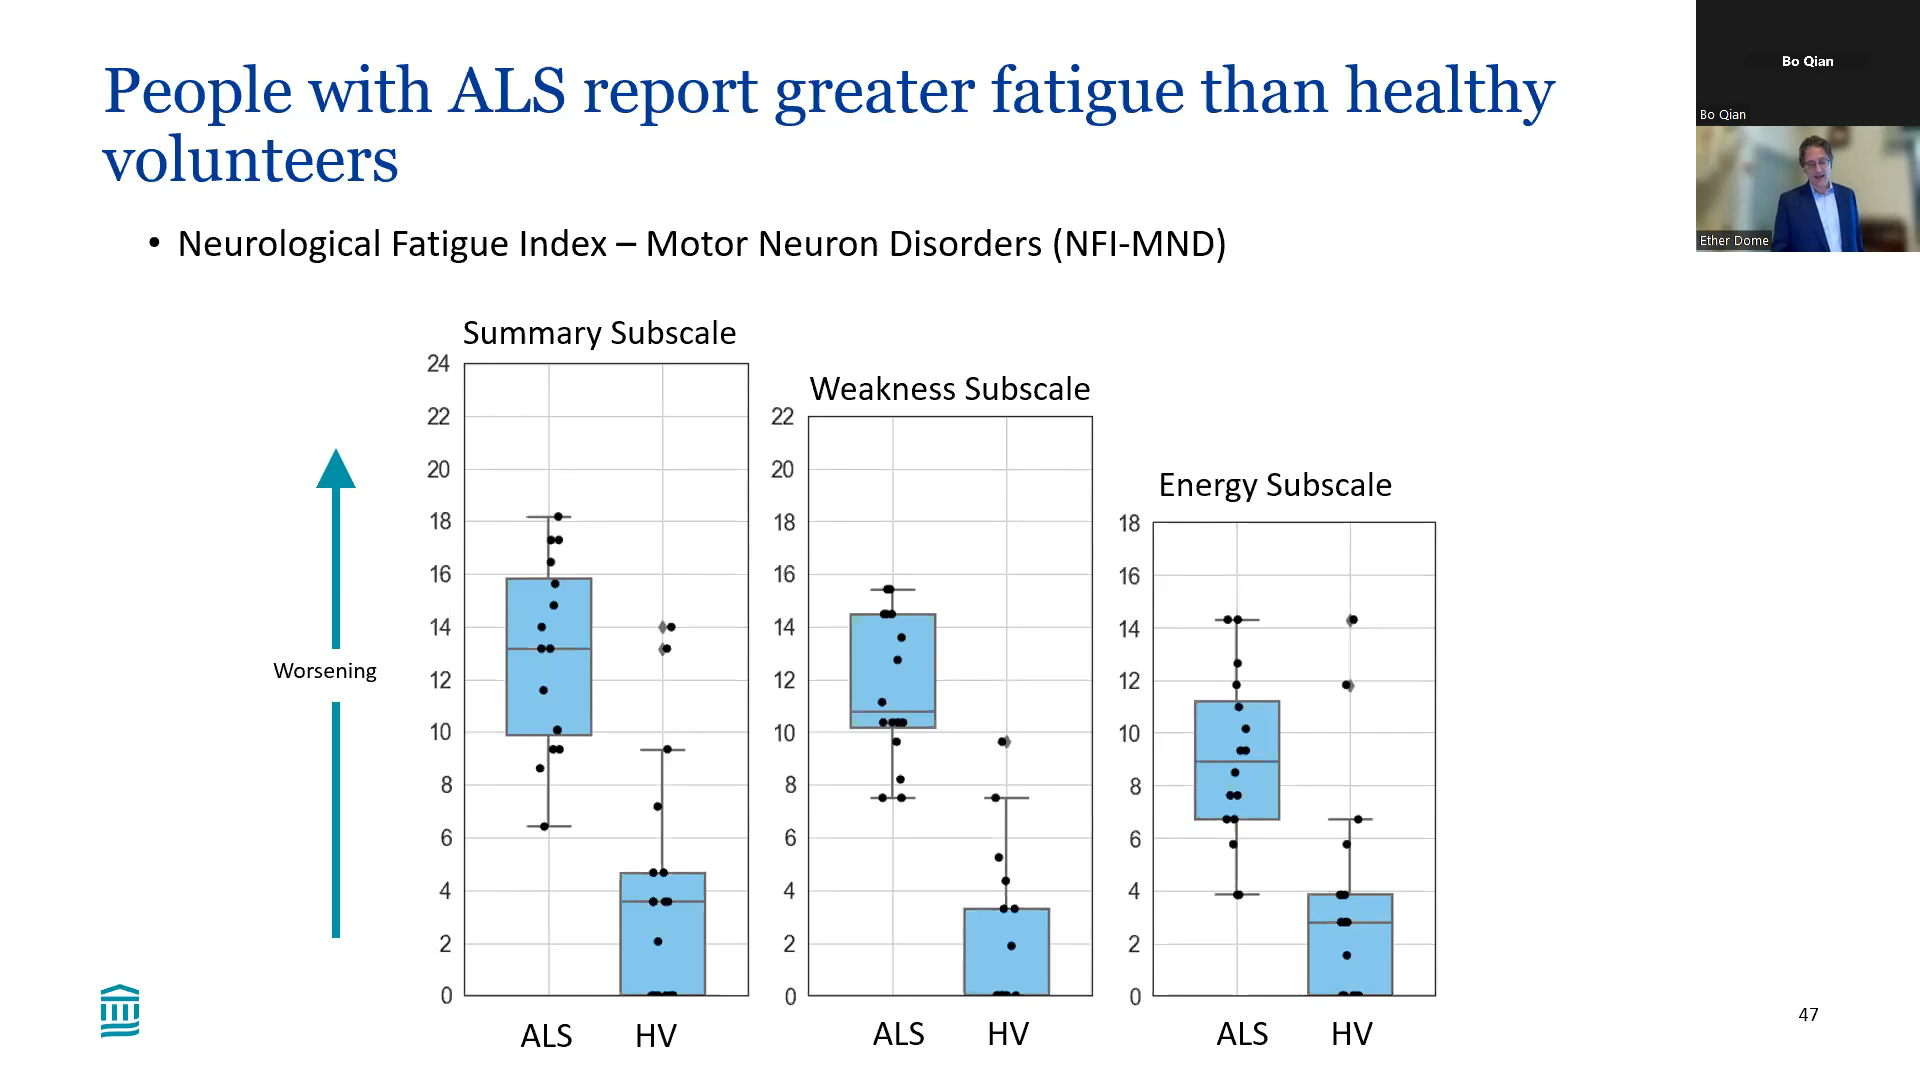 People with ALS report greater fatigue than healthy
volunteers
• Neurological Fatigue Index – Motor Neuron Disorders (NFI-MND)
Bo Qian
Bo Qian
Ether Dome
Worsening
Summary Subscale
24
22
20
18
16
14
12
10
8
6
4
2
0
ALS HV
Weakness Subscale
22
20
18
16
14
12
10
8
6
4
2
0
ALS HV
Energy Subscale
18
16
14
12
10
8
6
4
2
0
ALS HV
47